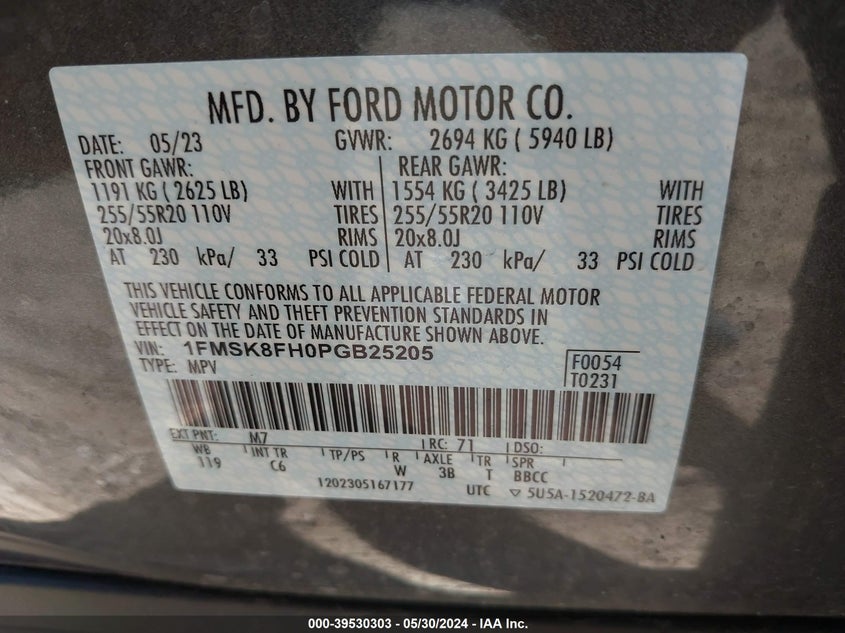 MFD. BY FORD MOTOR CO.
DATE: 05/23 GVWR: 2694 KG ( 5940 LB)
FRONT GAWR: REAR GAWR:
1191 KG ( 2625 LB) WITH 1554 KG ( 3425 LB) WITH
255/55R20 110V TIRES 255/55R20 110V TIRES
20x8.0J RIMS 20x8.0J RIMS
AT 230 kPa/ 33 PSI COLD AT 230 kPa/ 33 PSI COLD
THIS VEHICLE CONFORMS TO ALL APPLICABLE FEDERAL MOTOR
VEHICLE SAFETY AND THEFT PREVENTION STANDARDS IN
EFFECT ON THE DATE OF MANUFACTURE SHOWN ABOVE.
VIN: 1FMSK8FH0PGB25205 F0054
TYPE: MPV T0231
EXT PNT: M7 RC: 71 DSO:
WB INT TR TP/PS R AXLE TR SPR
119 C6 W 3B T BBCC
1202305167177 UTC ▽ 5U5A-1520472-BA
000-39530303 - 05/30/2024 - IAA Inc.